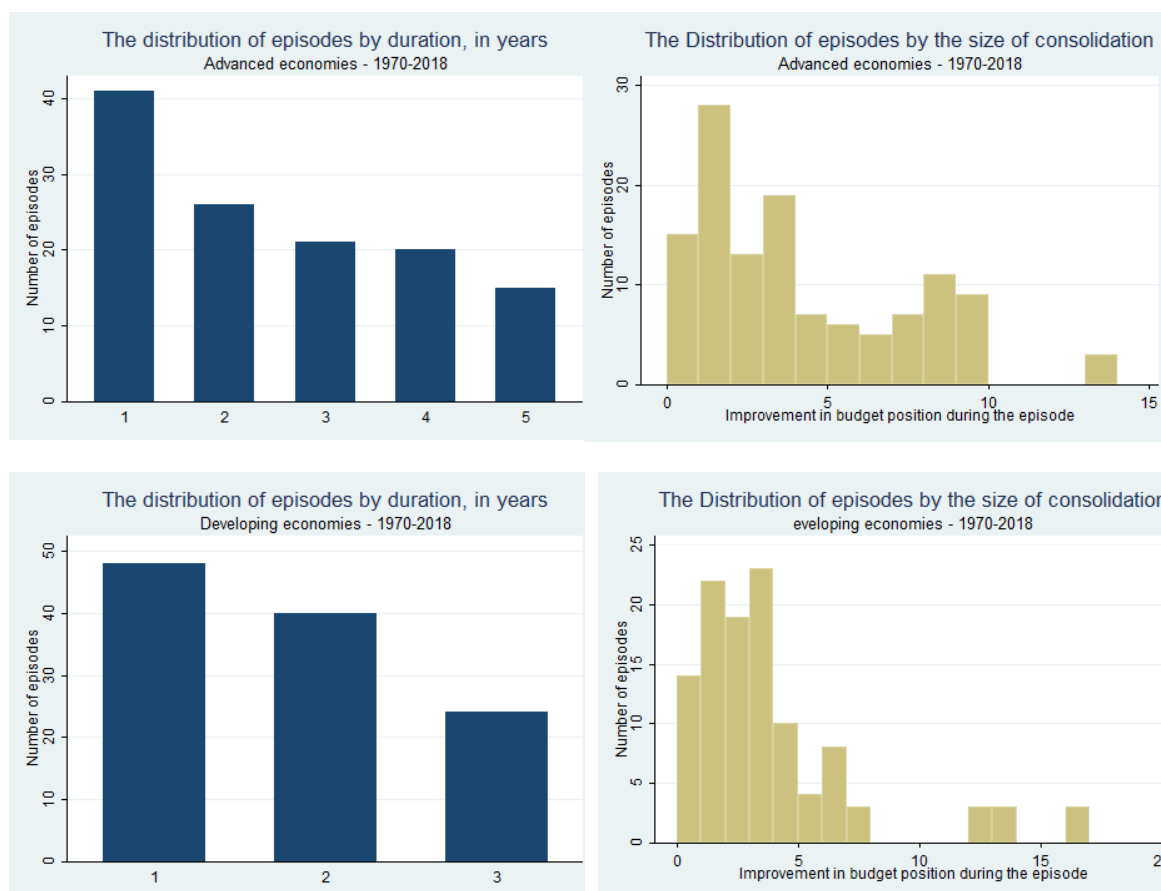 The distribution of episodes by duration, in years
Advanced economies - 1970-2018
Number of episodes
40
30
20
10
0
1 2 3 4 5
The Distribution of episodes by the size of consolidation
Advanced economies - 1970-2018
Number of episodes
30
20
10
0
0 5 10 15
Improvement in budget position during the episode
The distribution of episodes by duration, in years
Developing economies - 1970-2018
Number of episodes
50
40
30
20
10
0
1 2 3
The Distribution of episodes by the size of consolidation
eveloping economies - 1970-2018
Number of episodes
25
20
15
10
5
0
0 5 10 15 2
Improvement in budget position during the episode